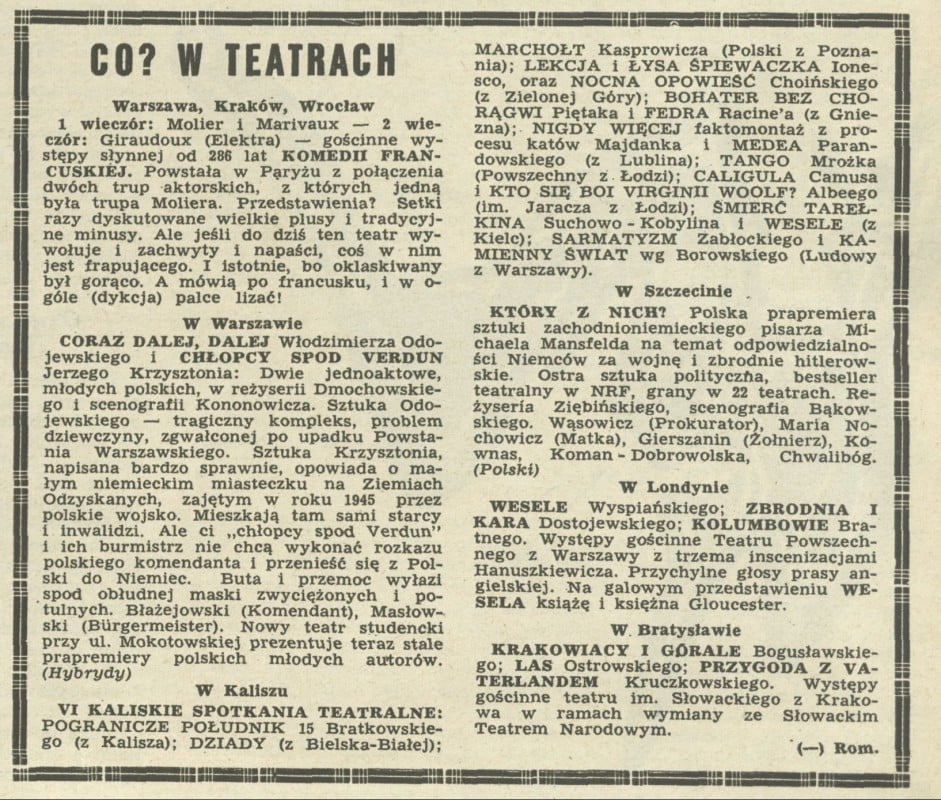 CO? W TEATRACH
Warszawa, Kraków, Wrocław
1 wieczór: Molier i Marivaux — 2 wie-
czór: Giraudoux (Elektra) — gościnne wy-
stępy słynnej od 286 lat KOMEDII FRAN-
CUSKIEJ. Powstała w Paryżu z połączenia
dwóch trup aktorskich, z których jedną
była trupa Moliera. Przedstawienia? Setki
razy dyskutowane wielkie plusy i tradycyj-
ne minusy. Ale jeśli do dziś ten teatr wy-
wołuje i zachwyty i napaści, coś w nim
jest frapującego. I istotnie, bo oklaskiwany
był gorąco. A mówią po francusku, i w o-
góle (dykcja) palce lizać!
W Warszawie
CORAZ DALEJ, DALEJ Włodzimierza Odo-
jewskiego i CHŁOPCY SPOD VERDUN
Jerzego Krzysztonia: Dwie jednoaktowe,
młodych polskich, w reżyserii Dmochowskie-
go i scenografii Kononowicza. Sztuka Odo-
jewskiego — tragiczny kompleks, problem
dziewczyny, zgwałconej po upadku Powsta-
nia Warszawskiego. Sztuka Krzysztonia,
napisana bardzo sprawnie, opowiada o ma-
łym niemieckim miasteczku na Ziemiach
Odzyskanych, zajętym w roku 1945 przez
polskie wojsko. Mieszkają tam sami starcy
i inwalidzi. Ale ci „chłopcy spod Verdun"
i ich burmistrz nie chcą wykonać rozkazu
polskiego komendanta i przenieść się z Pol-
ski do Niemiec. Buta i przemoc wyłazi
spod obłudnej maski zwyciężonych i po-
tulnych. Błażejowski (Komendant), Masłow-
ski (Bürgermeister). Nowy teatr studencki
przy ul. Mokotowskiej prezentuje teraz stale
prapremiery polskich młodych autorów.
(Hybrydy)
W Kaliszu
VI KALISKIE SPOTKANIA TEATRALNE:
POGRANICZE POŁUDNIK 15 Bratkowskie-
go (z Kalisza); DZIADY (z Bielska-Białej);
MARCHOŁT Kasprowicza (Polski z Pozna-
nia); LEKCJA i ŁYSA ŚPIEWACZKA Ione-
sco, oraz NOCNA OPOWIEŚĆ Choińskiego
(z Zielonej Góry); BOHATER BEZ CHO-
RĄGWI Piętaka i FEDRA Racine'a (z Gnie-
zna); NIGDY WIĘCEJ faktomontaż z pro-
cesu katów Majdanka i MEDEA Paran-
dowskiego (z Lublina); TANGO Mrożka
(Powszechny z Łodzi); CALIGULA Camusa
i KTO SIĘ BOI VIRGINII WOOLF? Albeego
(im. Jaracza z Łodzi); ŚMIERĆ TAREŁ-
KINA Suchowo-Kobylina i WESELE (z
Kielc); SARMATYZM Zabłockiego i KA-
MIENNY ŚWIAT wg Borowskiego (Ludowy
z Warszawy).
W Szczecinie
KTÓRY Z NICH? Polska prapremiera
sztuki zachodnioniemieckiego pisarza Mi-
chaela Mansfelda na temat odpowiedzialno-
ści Niemców za wojnę i zbrodnie hitlerow-
skie. Ostra sztuka polityczna, bestseller
teatralny w NRF, grany w 22 teatrach. Re-
żyseria Ziębińskiego, scenografia Bąkow-
skiego. Wąsowicz (Prokurator), Maria No-
chowicz (Matka), Gierszanin (Żołnierz), Ko-
wnas, Koman-Dobrowolska, Chwalibóg.
(Polski)
W Londynie
WESELE Wyspiańskiego; ZBRODNIA I
KARA Dostojewskiego; KOLUMBOWIE Bra-
tnego. Występy gościnne Teatru Powszech-
nego z Warszawy z trzema inscenizacjami
Hanuszkiewicza. Przychylne głosy prasy an-
gielskiej. Na galowym przedstawieniu WE-
SELA książę i księżna Gloucester.
W Bratysławie
KRAKOWIACY I GÓRALE Bogusławskie-
go; LAS Ostrowskiego; PRZYGODA Z VA-
TERLANDEM Kruczkowskiego. Występy
gościnne teatru im. Słowackiego z Krako-
wa w ramach wymiany ze Słowackim
Teatrem Narodowym.
(—) Rom.